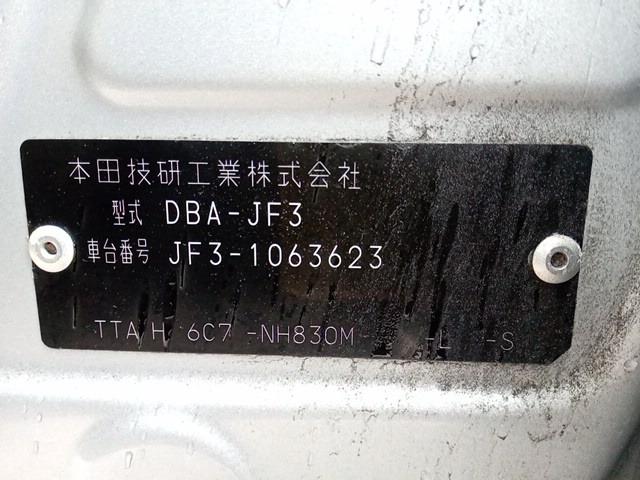 本田技研工業株式会社
型式 DBA-JF3
車台番号 JF3-1063623
TTA H 6C7 -NH830M- -L -S